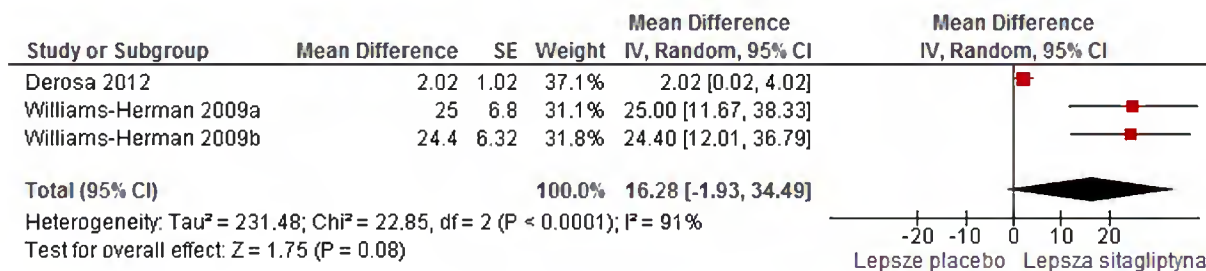 Mean Difference Mean Difference
Study or Subgroup Mean Difference SE Weight IV, Random, 95% CI IV, Random, 95% CI
Derosa 2012 2.02 1.02 37.1% 2.02 [0.02, 4.02]
Williams-Herman 2009a 25 6.8 31.1% 25.00 [11.67, 38.33]
Williams-Herman 2009b 24.4 6.32 31.8% 24.40 [12.01, 36.79]
Total (95% CI) 100.0% 16.28 [-1.93, 34.49]
Heterogeneity: Tau² = 231.48; Chi² = 22.85, df = 2 (P < 0.0001); I² = 91%
Test for overall effect: Z = 1.75 (P = 0.08)
-20 -10 0 10 20
Lepsze placebo Lepsza sitagliptyna